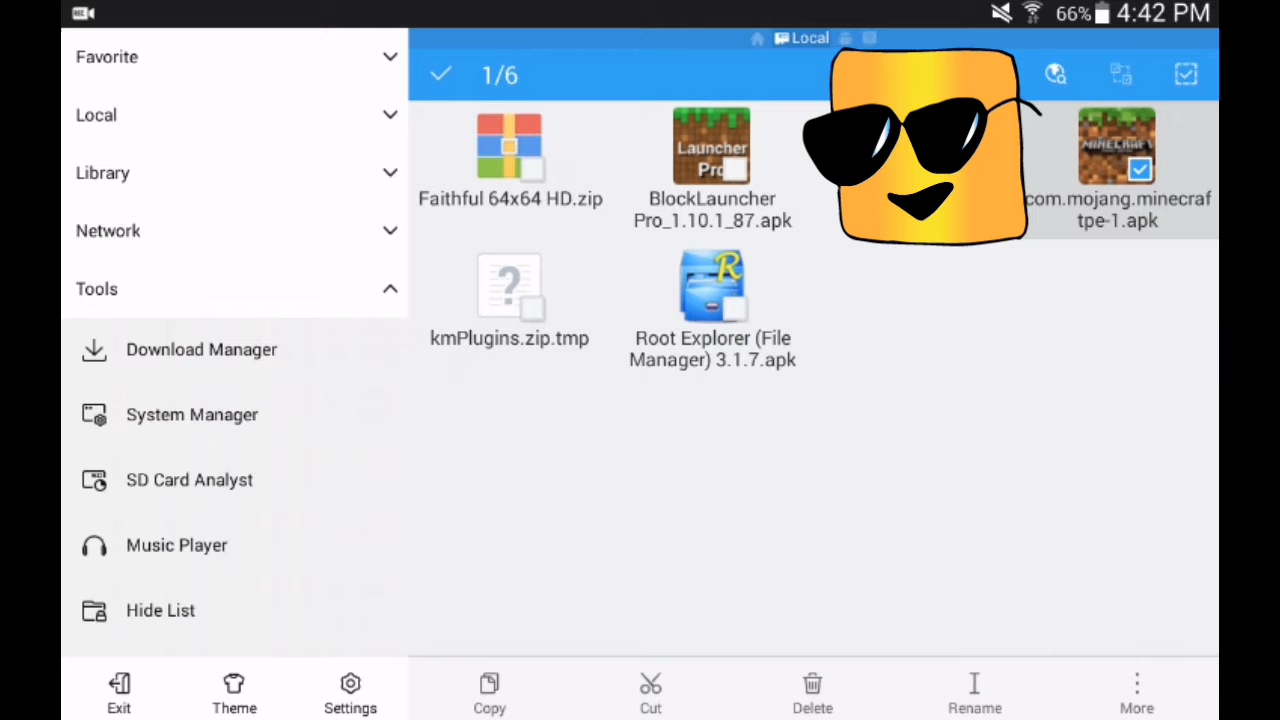 REC
66%
4:42 PM
Favorite
Local
Library
Network
Tools
Download Manager
System Manager
SD Card Analyst
Music Player
Hide List
Exit
Theme
Settings
Local
1/6
Faithful 64x64 HD.zip
Launcher
Pro
BlockLauncher
Pro_1.10.1_87.apk
MINECRAFT
com.mojang.minecraf
tpe-1.apk
kmPlugins.zip.tmp
?
R
Root Explorer (File
Manager) 3.1.7.apk
Copy
Cut
Delete
Rename
More